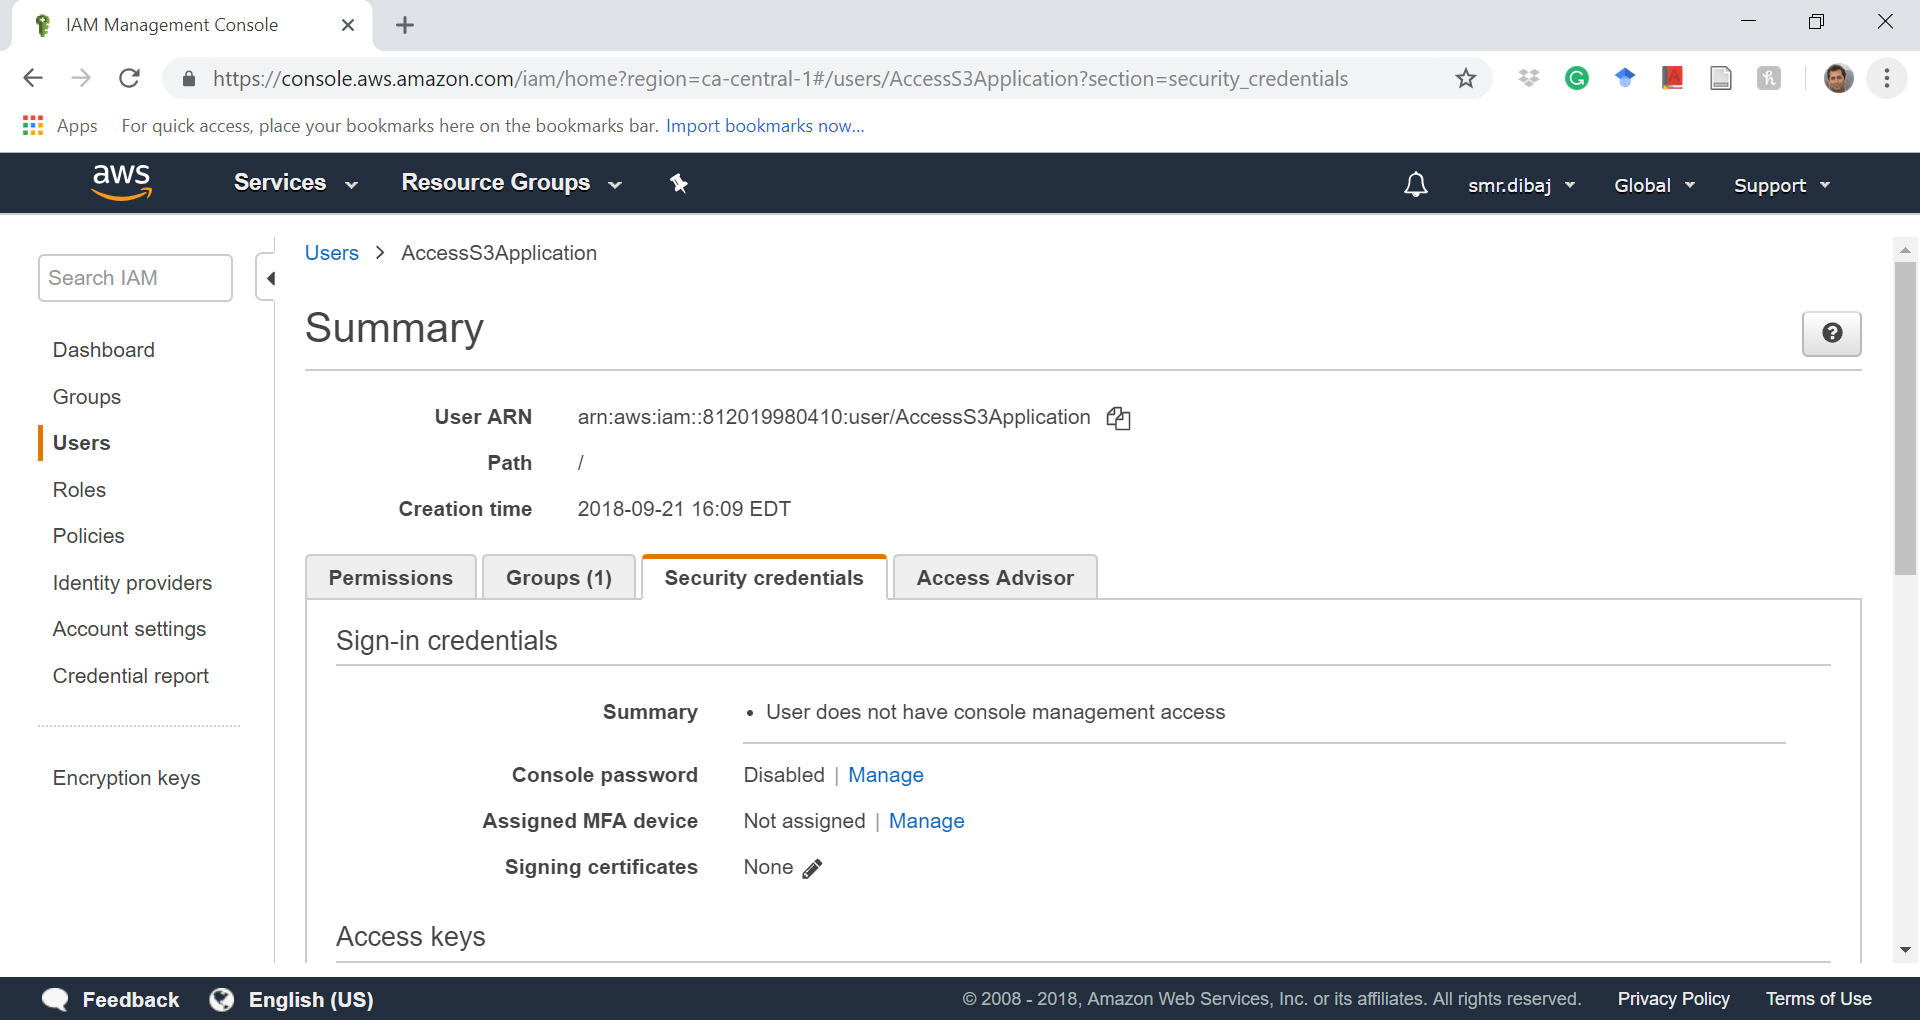 IAM Management Console
https://console.aws.amazon.com/iam/home?region=ca-central-1#/users/AccessS3Application?section=security_credentials
Apps For quick access, place your bookmarks here on the bookmarks bar. Import bookmarks now...
aws Services Resource Groups smr.dibaj Global Support
Search IAM
Dashboard
Groups
Users
Roles
Policies
Identity providers
Account settings
Credential report
Encryption keys
Users > AccessS3Application
Summary
User ARN arn:aws:iam::812019980410:user/AccessS3Application
Path /
Creation time 2018-09-21 16:09 EDT
Permissions Groups (1) Security credentials Access Advisor
Sign-in credentials
Summary • User does not have console management access
Console password Disabled | Manage
Assigned MFA device Not assigned | Manage
Signing certificates None
Access keys
Feedback English (US) © 2008 - 2018, Amazon Web Services, Inc. or its affiliates. All rights reserved. Privacy Policy Terms of Use